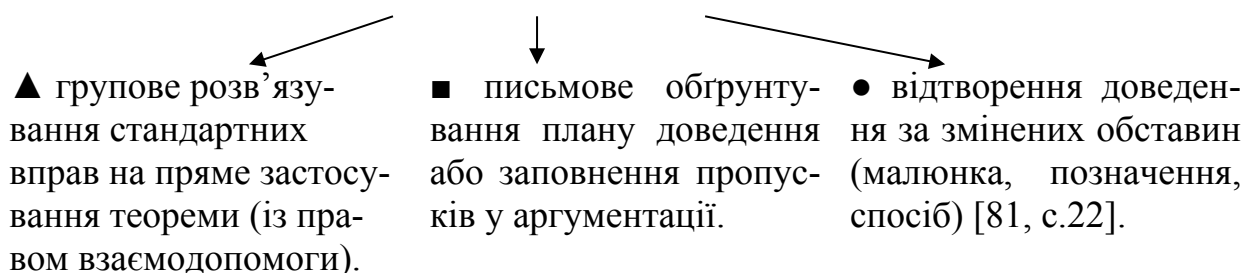 ▲ групове розв’язу-
вання стандартних
вправ на пряме застосу-
вання теореми (із пра-
вом взаємодопомоги).
■ письмове обґрунту-
вання плану доведення
або заповнення пропус-
ків у аргументації.
● відтворення доведен-
ня за змінених обставин
(малюнка, позначення,
спосіб) [81, с.22].